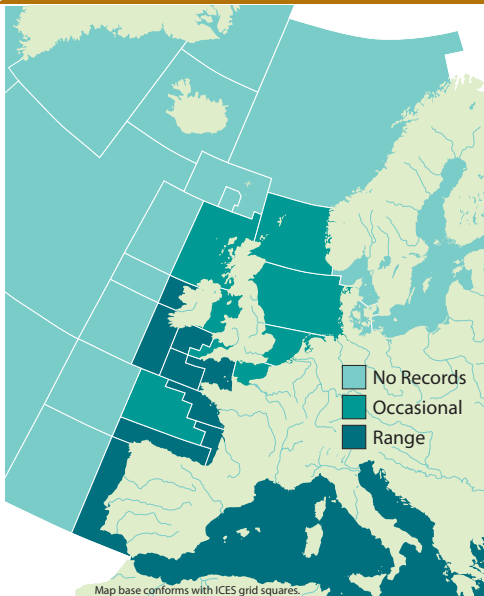 No Records
Occasional
Range
Map base conforms with ICES grid squares.